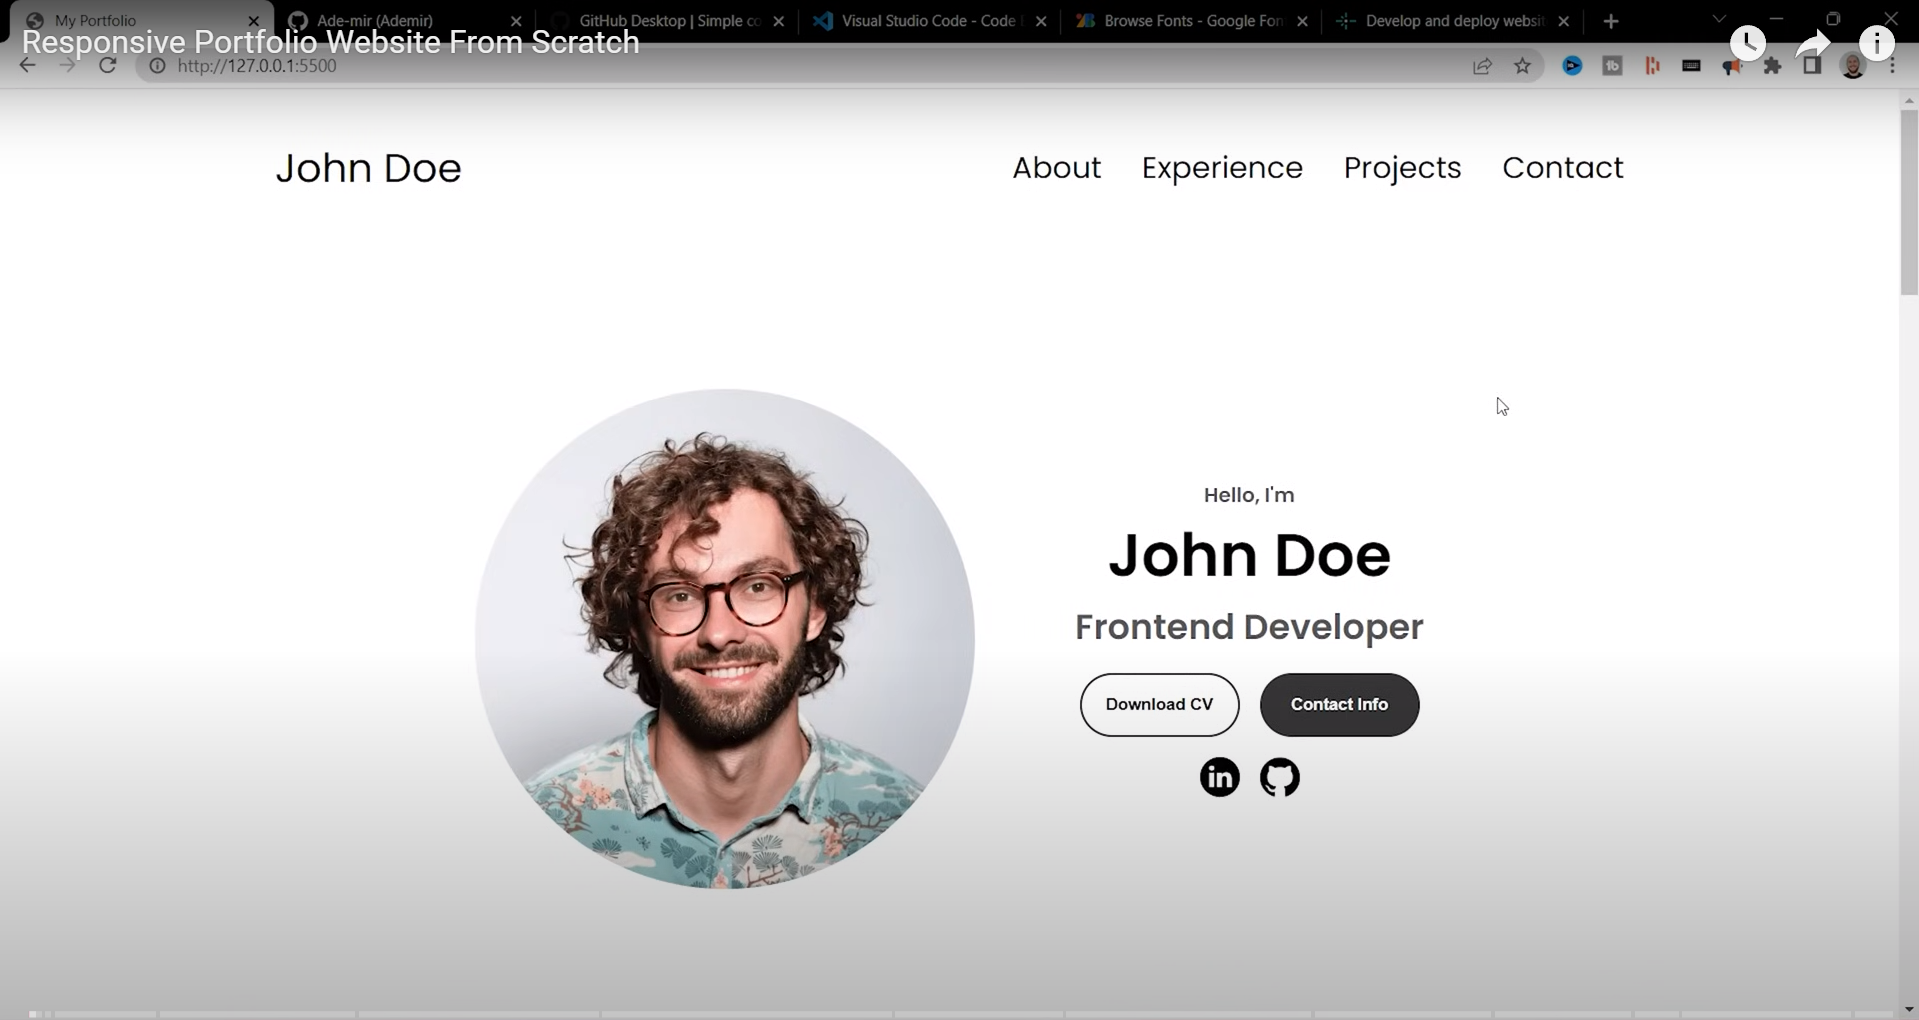 My Portfolio
Ade-mir (Ademir)
GitHub Desktop | Simple co
Visual Studio Code - Code
Browse Fonts - Google Fon
Develop and deploy websit
Responsive Portfolio Website From Scratch
http://127.0.0.1:5500
John Doe
About
Experience
Projects
Contact
Hello, I'm
John Doe
Frontend Developer
Download CV
Contact Info
in